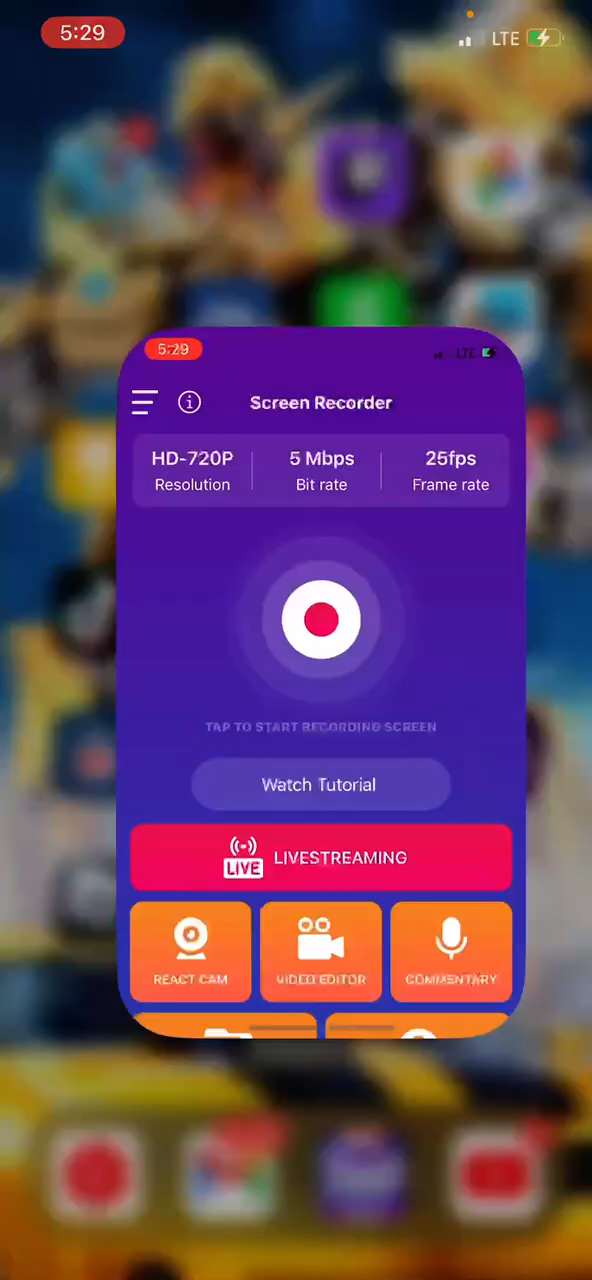 5:29
LTE
5:29
LTE
Screen Recorder
HD-720P 5 Mbps 25fps
Resolution Bit rate Frame rate
TAP TO START RECORDING SCREEN
Watch Tutorial
LIVE LIVESTREAMING
REACT CAM VIDEO EDITOR COMMENTARY